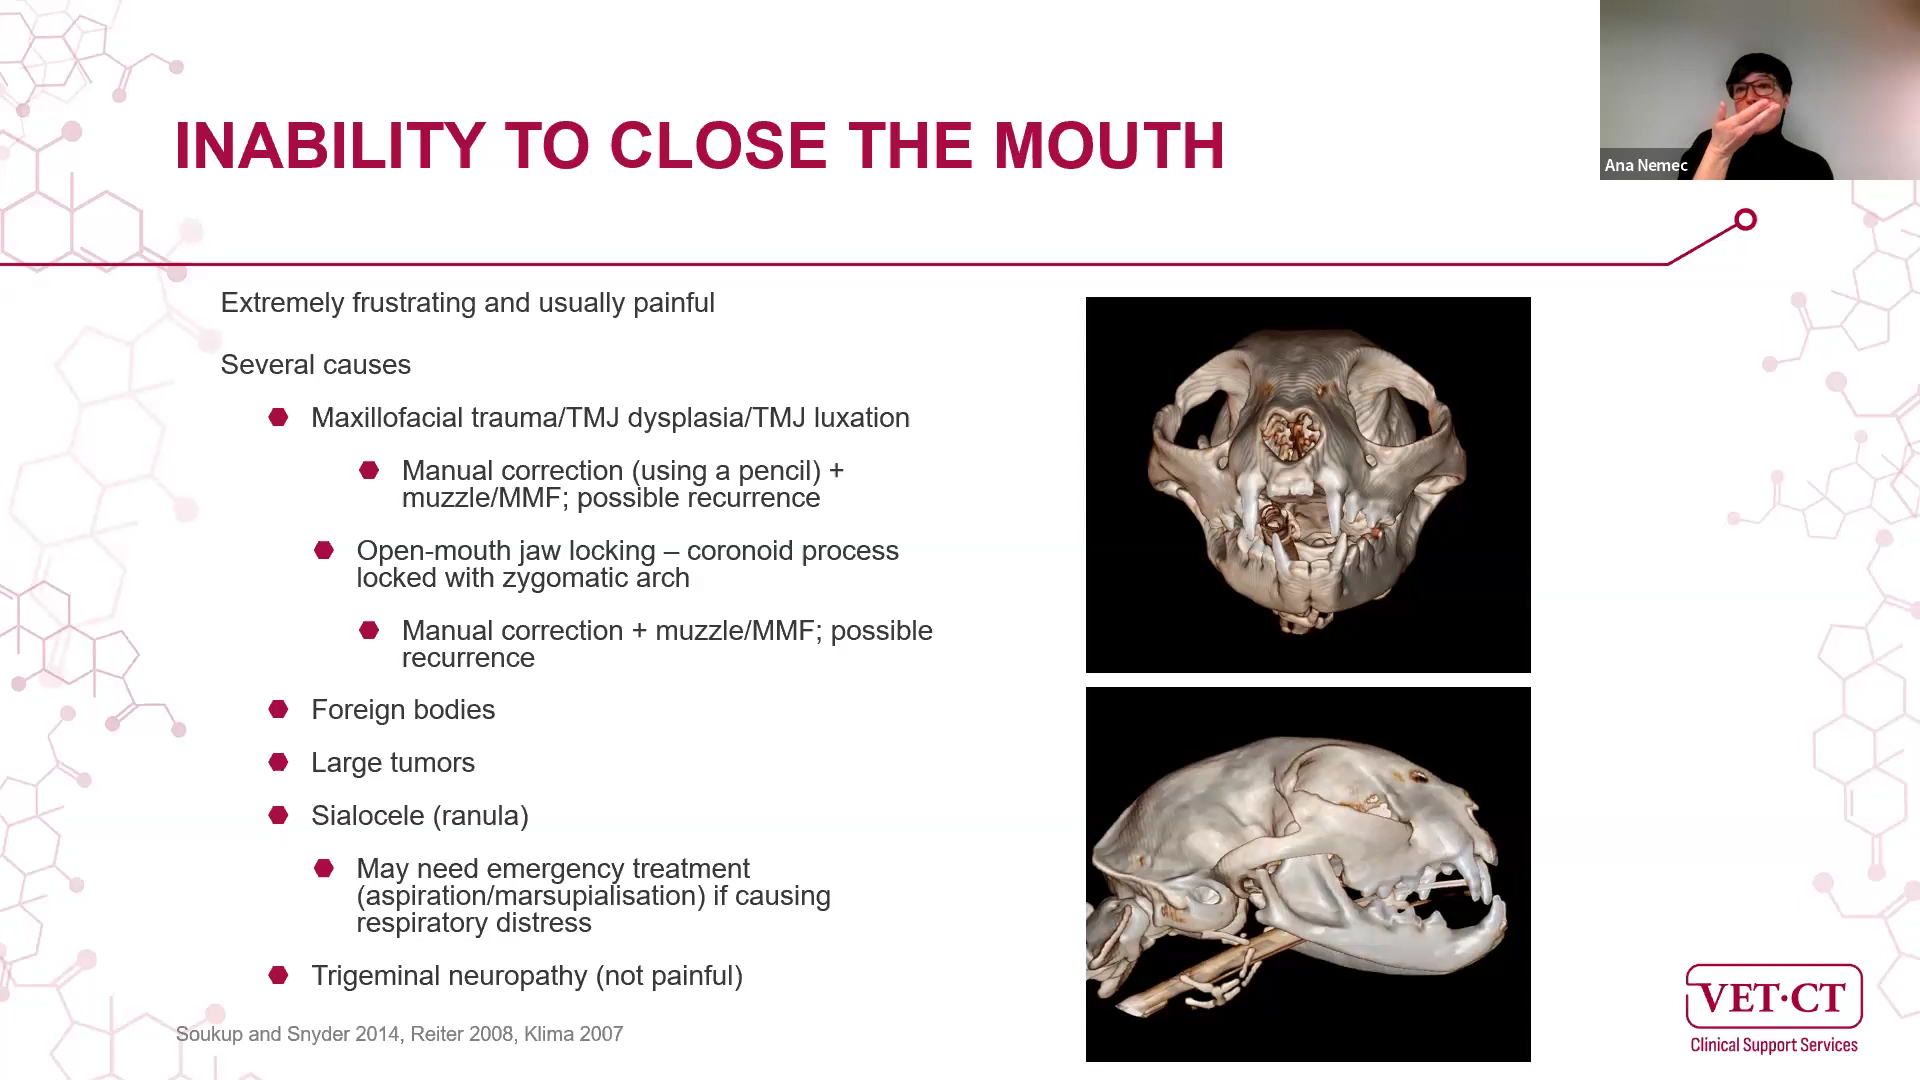 INABILITY TO CLOSE THE MOUTH
Ana Nemec
Extremely frustrating and usually painful
Several causes
Maxillofacial trauma/TMJ dysplasia/TMJ luxation
Manual correction (using a pencil) +
muzzle/MMF; possible recurrence
Open-mouth jaw locking – coronoid process
locked with zygomatic arch
Manual correction + muzzle/MMF; possible
recurrence
Foreign bodies
Large tumors
Sialocele (ranula)
May need emergency treatment
(aspiration/marsupialisation) if causing
respiratory distress
Trigeminal neuropathy (not painful)
Soukup and Snyder 2014, Reiter 2008, Klima 2007
VET·CT
Clinical Support Services